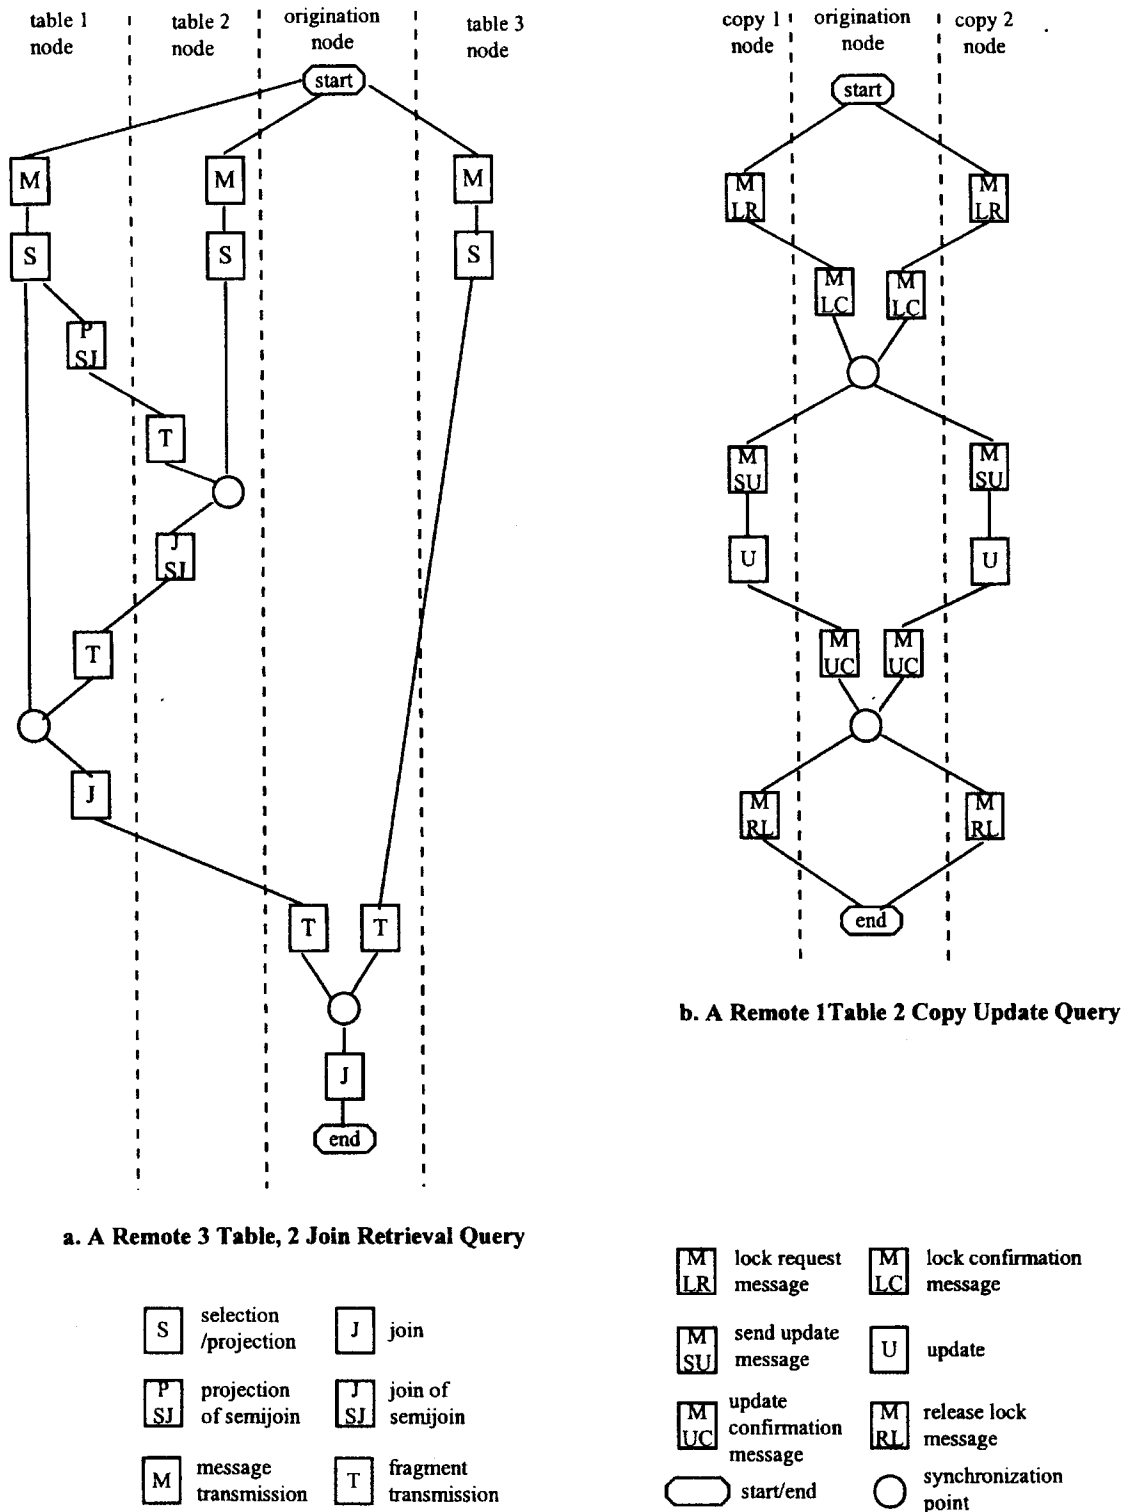 table 1
node
table 2
node
origination
node
table 3
node
start
M
M
M
S
S
S
P
SJ
T
J
SJ
T
J
T
T
J
end
a. A Remote 3 Table, 2 Join Retrieval Query
S
selection
/projection
J
join
P
SJ
projection
of semijoin
J
SJ
join of
semijoin
M
message
transmission
T
fragment
transmission
copy 1
node
origination
node
copy 2
node
start
M
LR
M
LR
M
LC
M
LC
M
SU
M
SU
U
U
M
UC
M
UC
M
RL
M
RL
end
b. A Remote 1Table 2 Copy Update Query
M
LR
lock request
message
M
LC
lock confirmation
message
M
SU
send update
message
U
update
M
UC
update
confirmation
message
M
RL
release lock
message
start/end
synchronization
point